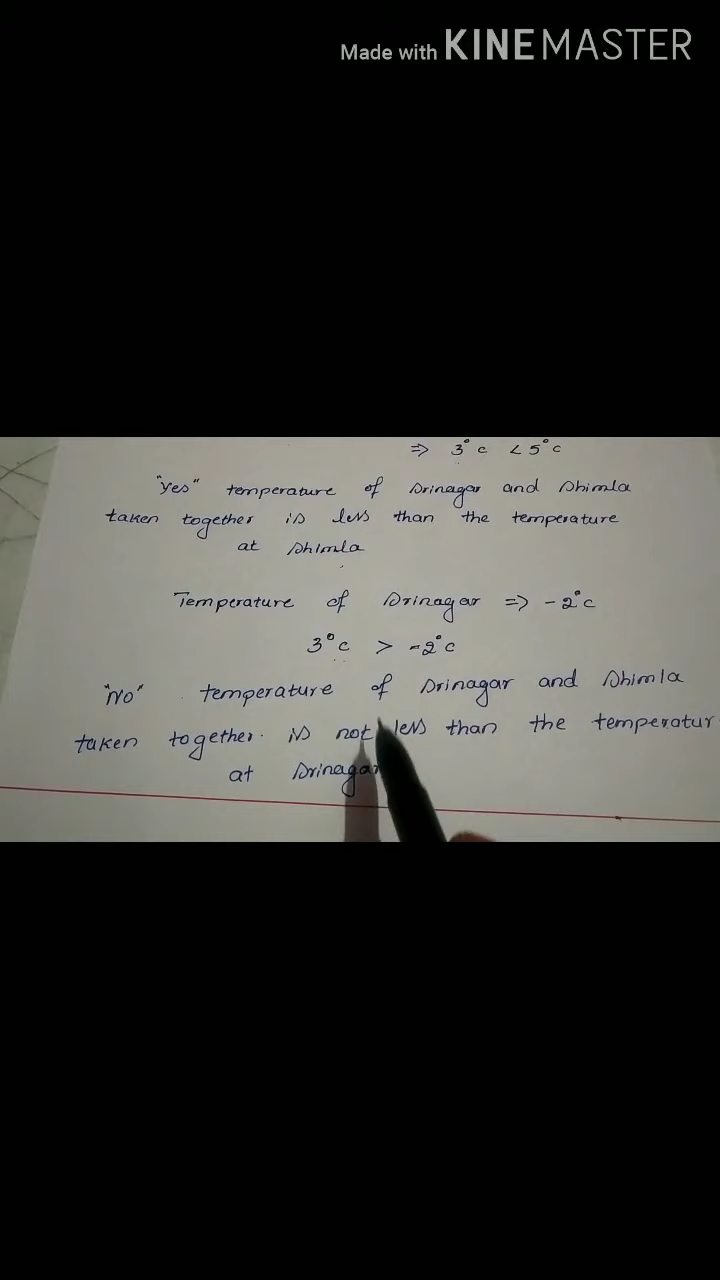 Made with KINEMASTER
⇒ 3°c < 5°c
"yes" temperature of Srinagar and Shimla
taken together is less than the temperature
at Shimla
Temperature of Srinagar ⇒ -2°c
3°c > -2°c
"No" temperature of Srinagar and Shimla
taken together. is not less than the temperatur
at Srinagar